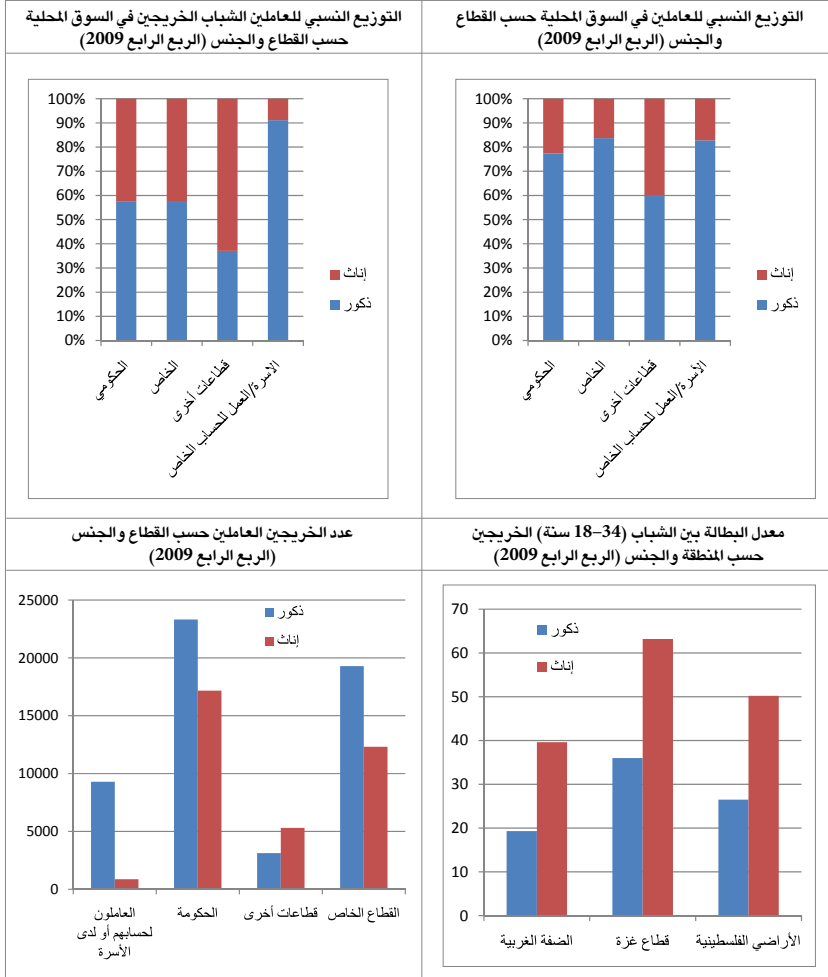 التوزيع النسبي للعاملين في السوق المحلية حسب القطاع
والجنس (الربع الرابع 2009)
100%
90%
80%
70%
60%
50%
40%
30%
20%
10%
0%
إناث
ذكور
الحكومي
الخاص
قطاعات أخرى
الأسرة/العمل للحساب الخاص
التوزيع النسبي للعاملين الشباب الخريجين في السوق المحلية
حسب القطاع والجنس (الربع الرابع 2009)
100%
90%
80%
70%
60%
50%
40%
30%
20%
10%
0%
إناث
ذكور
الحكومي
الخاص
قطاعات أخرى
الاسرة/العمل للحساب الخاص
معدل البطالة بين الشباب (34–18 سنة) الخريجين
حسب المنطقة والجنس (الربع الرابع 2009)
70
60
50
40
30
20
10
0
ذكور
إناث
الضفة الغربية
قطاع غزة
الأراضي الفلسطينية
عدد الخريجين العاملين حسب القطاع والجنس
(الربع الرابع 2009)
25000
20000
15000
10000
5000
0
ذكور
إناث
العاملون
لحسابهم أو لدى
الأسرة
الحكومة
قطاعات أخرى
القطاع الخاص